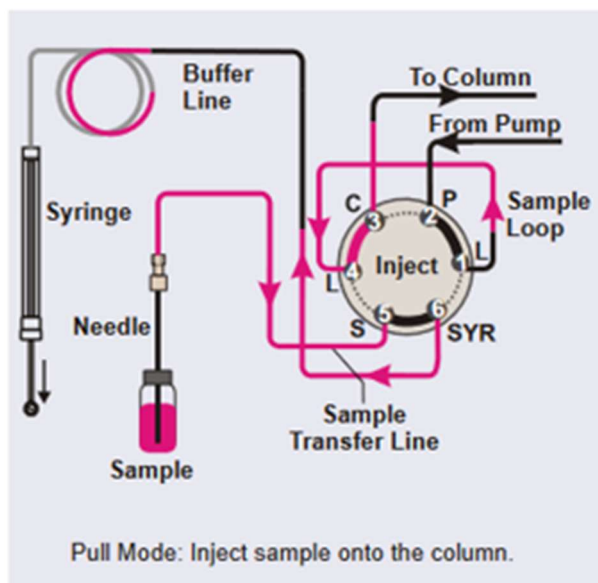 Buffer
Line
To Column
From Pump
Syringe
C
P
3
2
Sample
Loop
L
Inject
1
4
L
Needle
S
5
6
SYR
Sample
Transfer Line
Sample
Pull Mode: Inject sample onto the column.